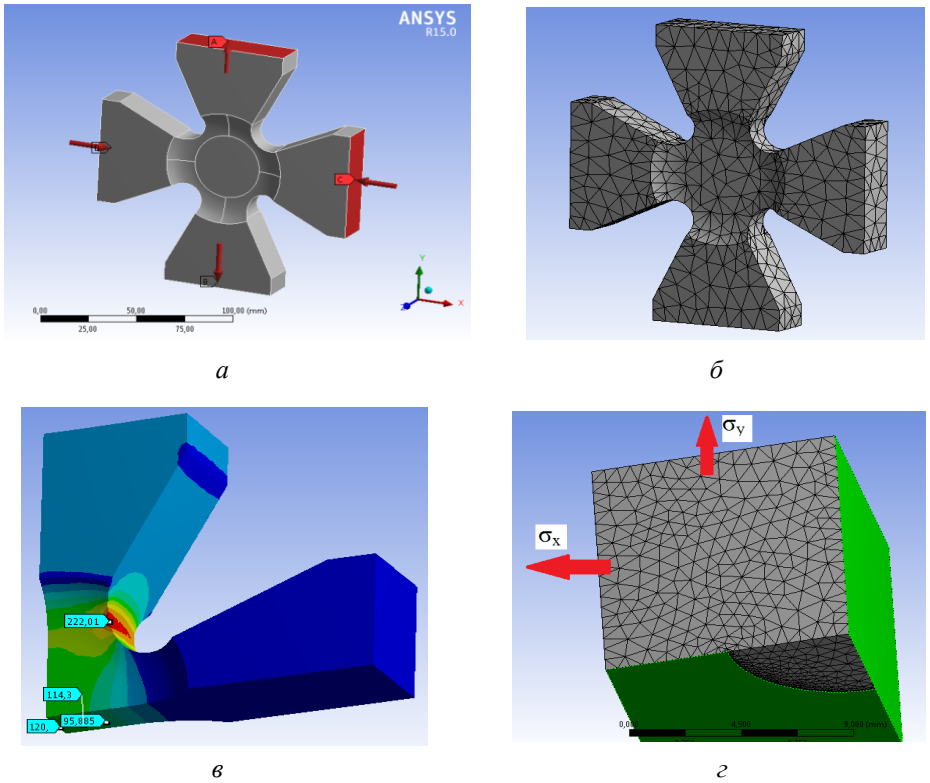 ANSYS
R15.0
A
C
B
Y
X
Z
0,00 50,00 100,00 (mm)
25,00 75,00
а
б
222,01
114,3
120,
95,885
σy
σx
0,000 4,500 9,000 (mm)
в
г